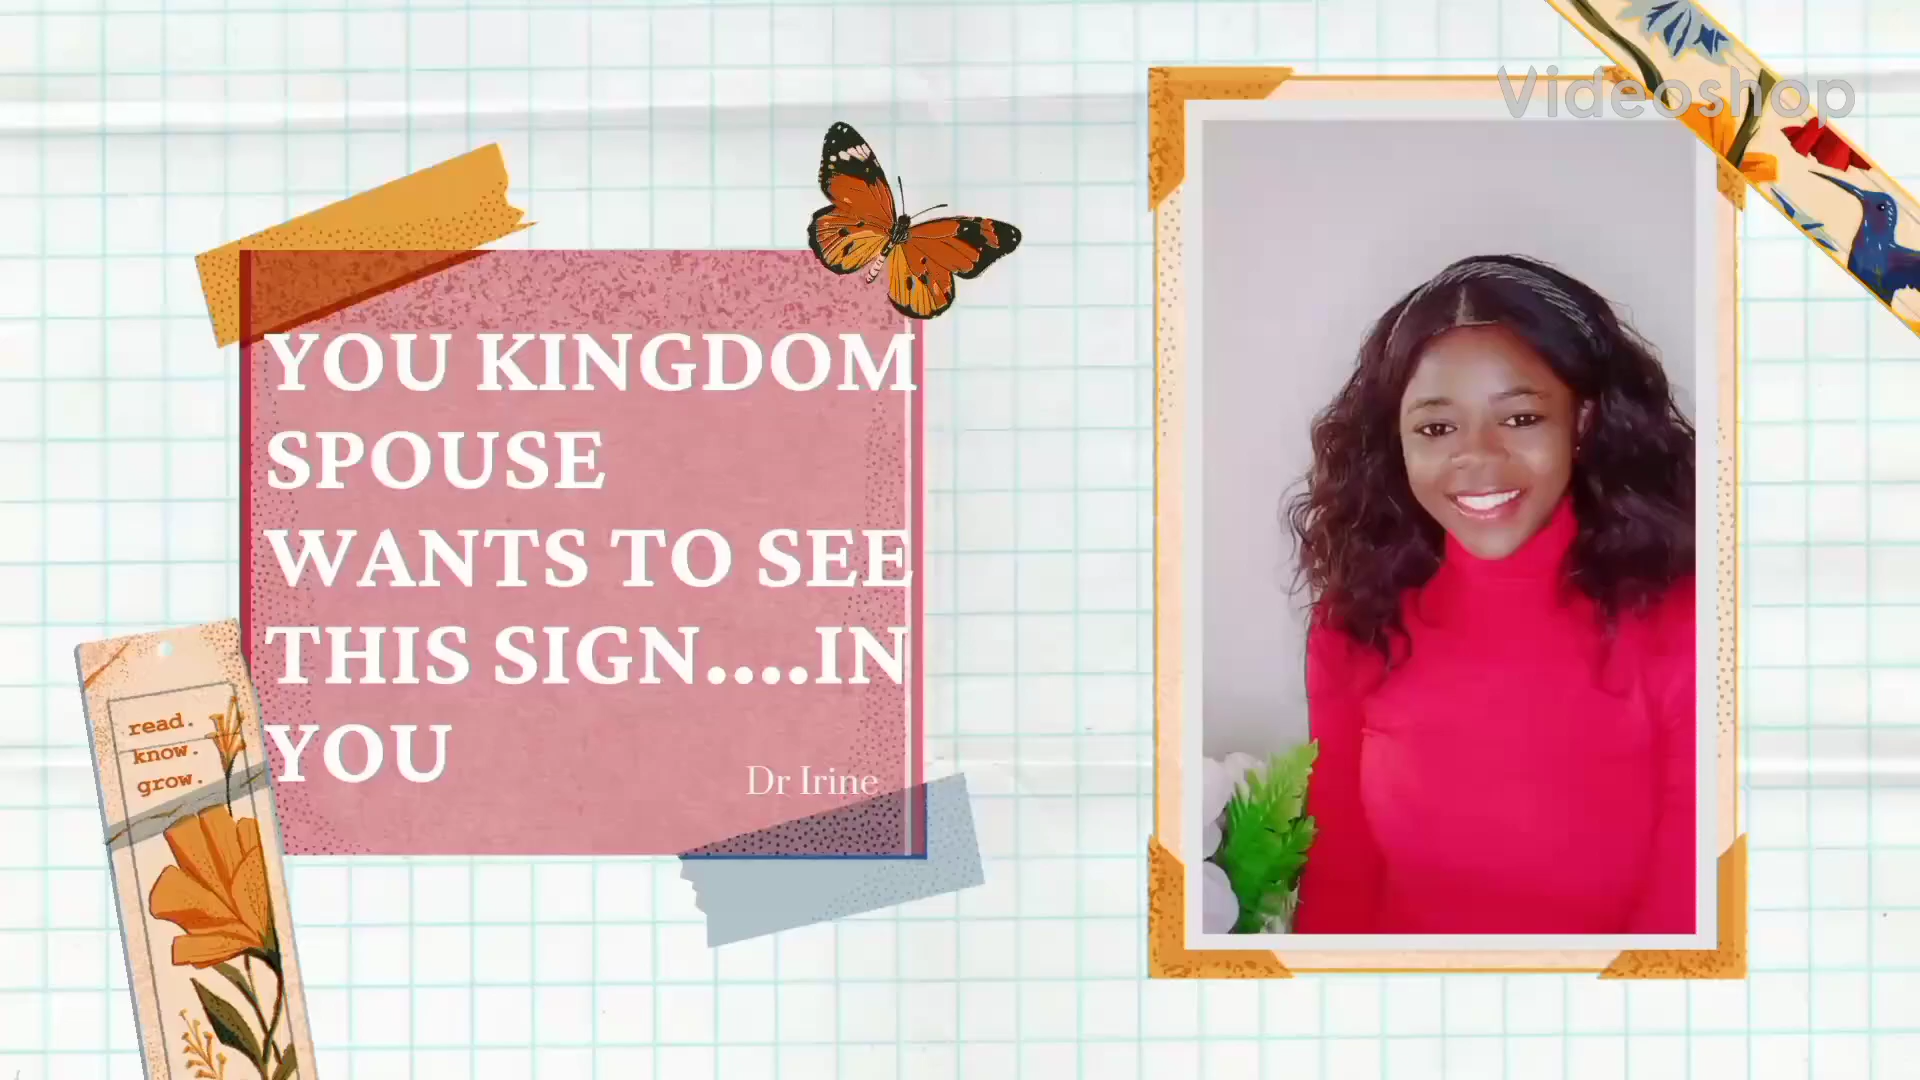 Videoshop
YOU KINGDOM
SPOUSE
WANTS TO SEE
THIS SIGN....IN
YOU
Dr Irine
read.
know.
grow.